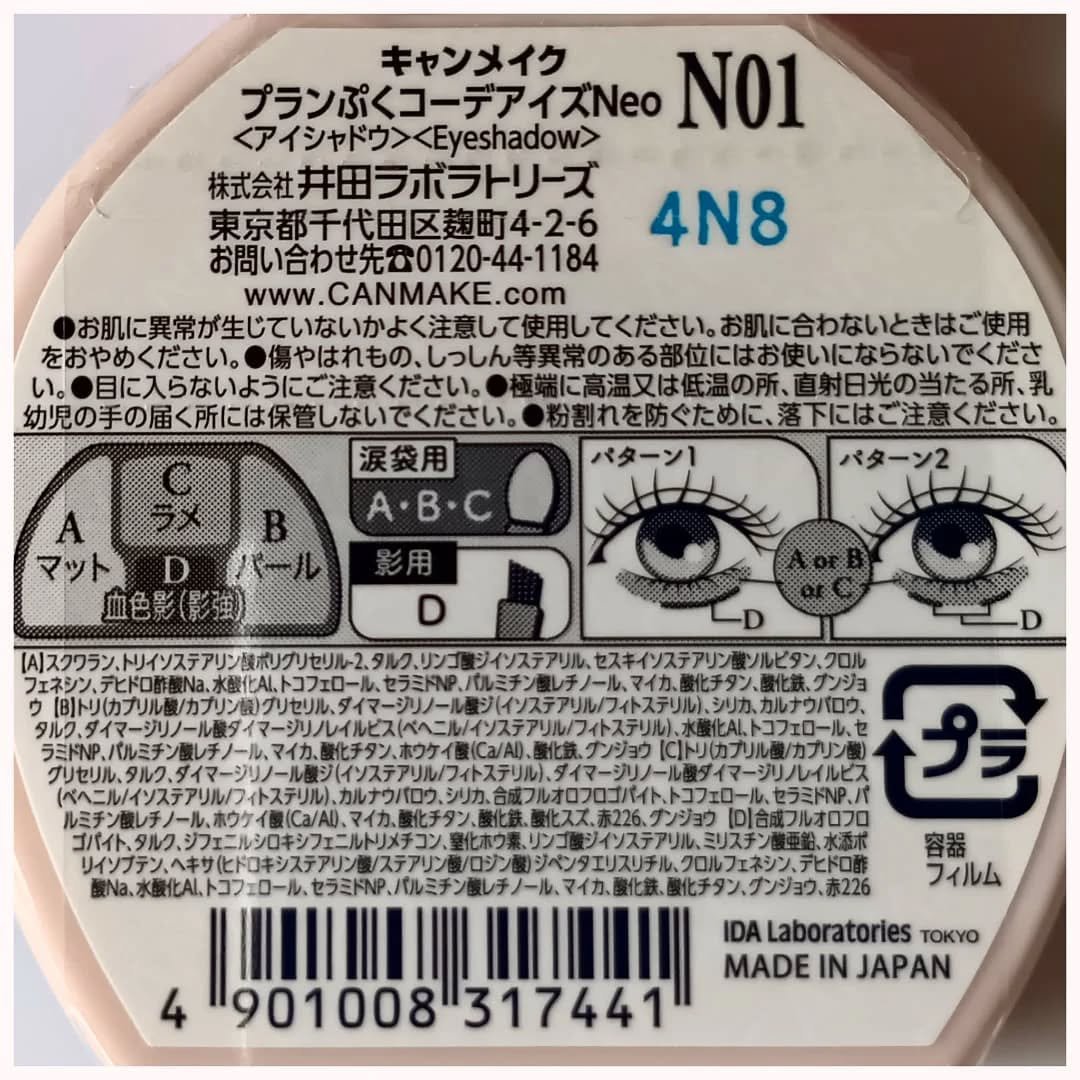 キャンメイク
プランぷくコーデアイズNeo N01
<アイシャドウ><Eyeshadow>
株式会社 井田ラボラトリーズ
東京都千代田区麹町4-2-6
4N8
お問い合わせ先☎0120-44-1184
www.CANMAKE.com
●お肌に異常が生じていないかよく注意して使用してください。お肌に合わないときはご使用
をおやめください。●傷やはれもの、しっしん等異常のある部位にはお使いにならないでくださ
い。●目に入らないようにご注意ください。●極端に高温又は低温の所、直射日光の当たる所、乳
幼児の手の届く所には保管しないでください。●粉割れを防ぐために、落下にはご注意ください。
A
マット
C
ラメ
B
パール
D
血色影(影強)
涙袋用
A・B・C
影用
D
パターン1
D
A or B
or C
パターン2
D
【A】スクワラン、トリイソステアリン酸ポリグリセリル-2、タルク、リンゴ酸ジイソステアリル、セスキイソステアリン酸ソルビタン、クロル
フェネシン、デヒドロ酢酸Na、水酸化Al、トコフェロール、セラミドNP、パルミチン酸レチノール、マイカ、酸化チタン、酸化鉄、グンジョ
ウ 【B】トリ(カプリル酸/カプリン酸)グリセリル、ダイマージリノール酸ジ(イソステアリル/フィトステリル)、シリカ、カルナウバロウ、
タルク、ダイマージリノール酸ダイマージリノレイルビス(ベヘニル/イソステアリル/フィトステリル)、水酸化Al、トコフェロール、セ
ラミドNP、パルミチン酸レチノール、マイカ、酸化チタン、ホウケイ酸(Ca/Al)、酸化鉄、グンジョウ 【C】トリ(カプリル酸/カプリン酸)
グリセリル、タルク、ダイマージリノール酸ジ(イソステアリル/フィトステリル)、ダイマージリノール酸ダイマージリノレイルビス
(ベヘニル/イソステアリル/フィトステリル)、カルナウバロウ、シリカ、合成フルオロフロゴパイト、トコフェロール、セラミドNP、パ
ルミチン酸レチノール、ホウケイ酸(Ca/Al)、マイカ、酸化チタン、酸化鉄、酸化スズ、赤226、グンジョウ 【D】合成フルオロフロ
ゴパイト、タルク、ジフェニルシロキシフェニルトリメチコン、窒化ホウ素、リンゴ酸ジイソステアリル、ミリスチン酸亜鉛、水添ポ
リイソブテン、ヘキサ(ヒドロキシステアリン酸/ステアリン酸/ロジン酸)ジペンタエリスリチル、クロルフェネシン、デヒドロ酢
酸Na、水酸化Al、トコフェロール、セラミドNP、パルミチン酸レチノール、マイカ、酸化鉄、酸化チタン、グンジョウ、赤226
プラ
容器
フィルム
4 901008 317441
IDA Laboratories TOKYO
MADE IN JAPAN